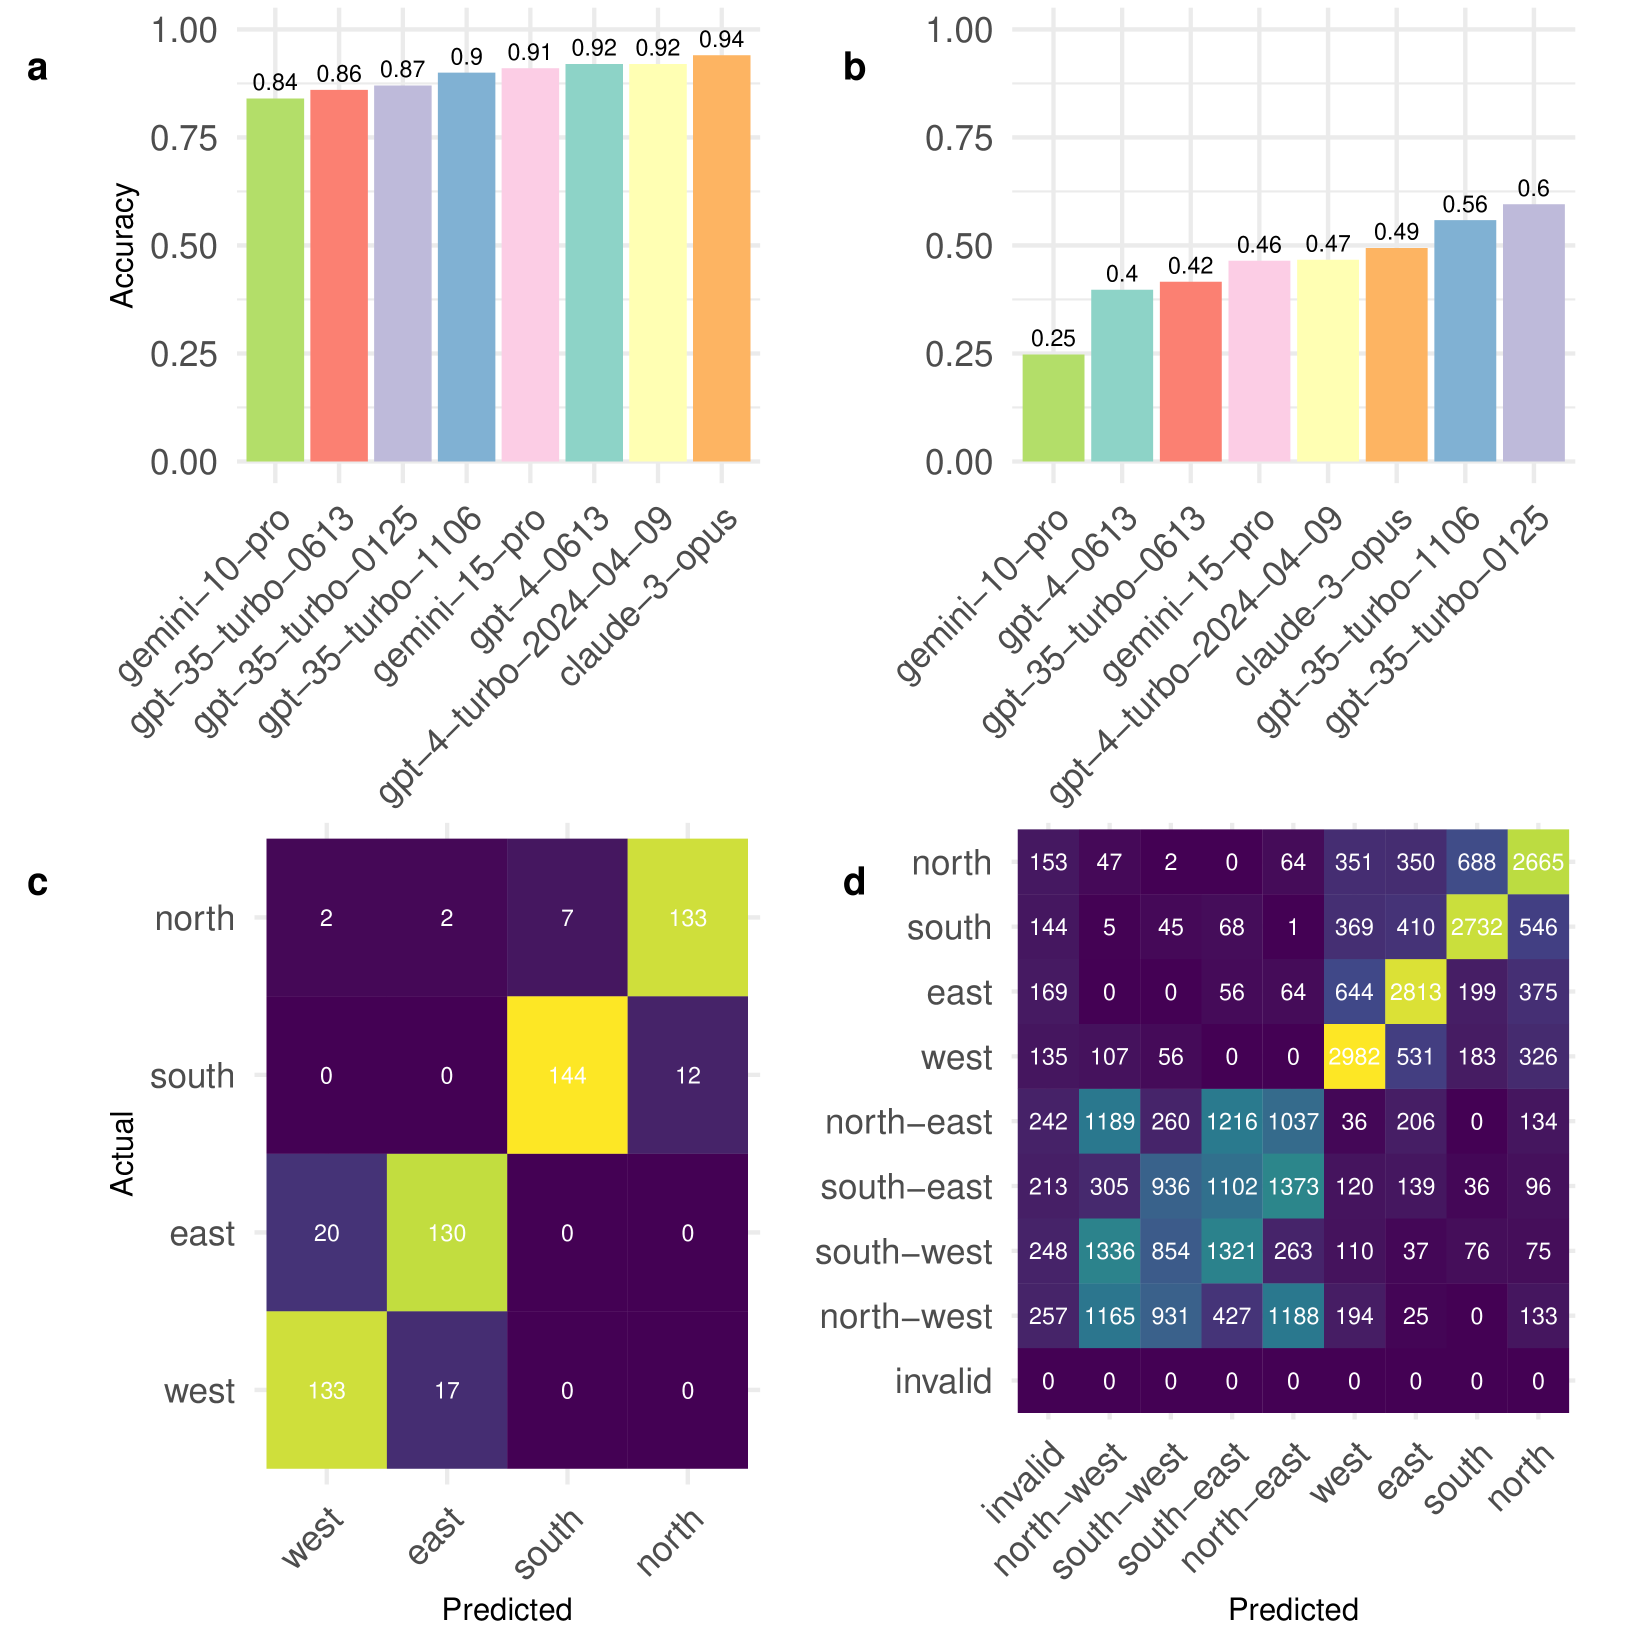 a
1.00
0.75
0.50
0.25
0.00
Accuracy
0.84
0.86
0.87
0.9
0.91
0.92
0.92
0.94
gemini−10−pro
gpt−35−turbo−0613
gpt−35−turbo−0125
gpt−35−turbo−1106
gemini−15−pro
gpt−4−0613
gpt−4−turbo−2024−04−09
claude−3−opus
b
1.00
0.75
0.50
0.25
0.00
0.25
0.4
0.42
0.46
0.47
0.49
0.56
0.6
gemini−10−pro
gpt−4−0613
gpt−35−turbo−0613
gemini−15−pro
gpt−4−turbo−2024−04−09
claude−3−opus
gpt−35−turbo−1106
gpt−35−turbo−0125
c
Actual
north 2 2 7 133
south 0 0 144 12
east 20 130 0 0
west 133 17 0 0
west east south north
Predicted
d
north 153 47 2 0 64 351 350 688 2665
south 144 5 45 68 1 369 410 2732 546
east 169 0 0 56 64 644 2813 199 375
west 135 107 56 0 0 2982 531 183 326
north−east 242 1189 260 1216 1037 36 206 0 134
south−east 213 305 936 1102 1373 120 139 36 96
south−west 248 1336 854 1321 263 110 37 76 75
north−west 257 1165 931 427 1188 194 25 0 133
invalid 0 0 0 0 0 0 0 0 0
invalid north−west south−west south−east north−east west east south north
Predicted